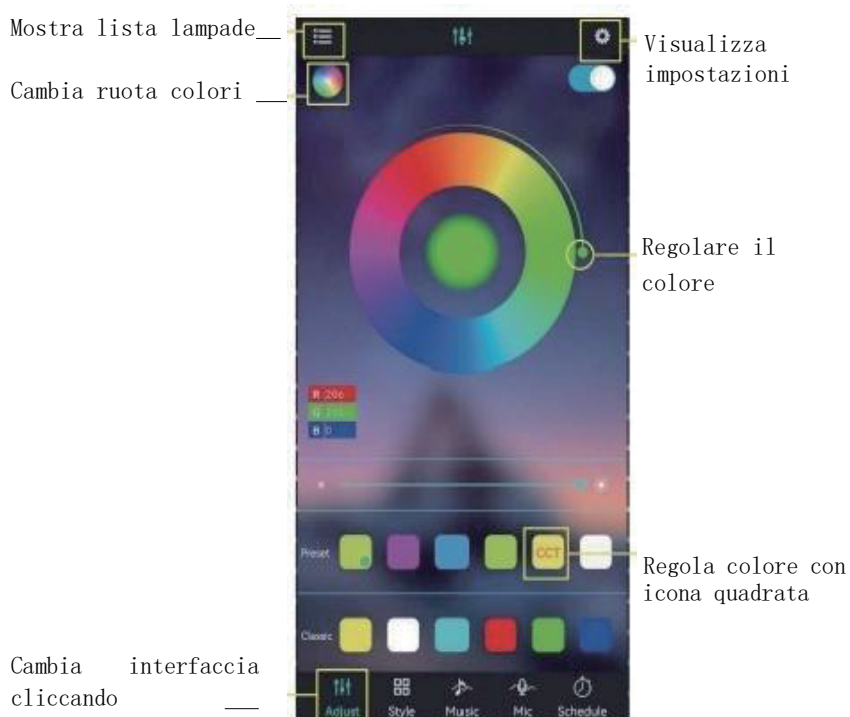 Mostra lista lampade
Cambia ruota colori
Visualizza
impostazioni
R 206
G
B 0
Regolare il
colore
Preset
CCT
Regola colore con
icona quadrata
Classic
Cambia interfaccia
cliccando
Adjust Style Music Mic Schedule